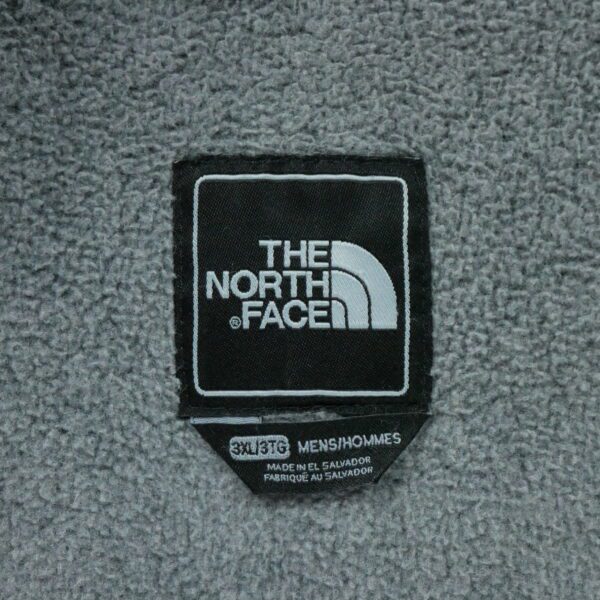 THE
NORTH
®FACE
3XL/3TG MENS/HOMMES
MADE IN EL SALVADOR
FABRIQUÉ AU SALVADOR